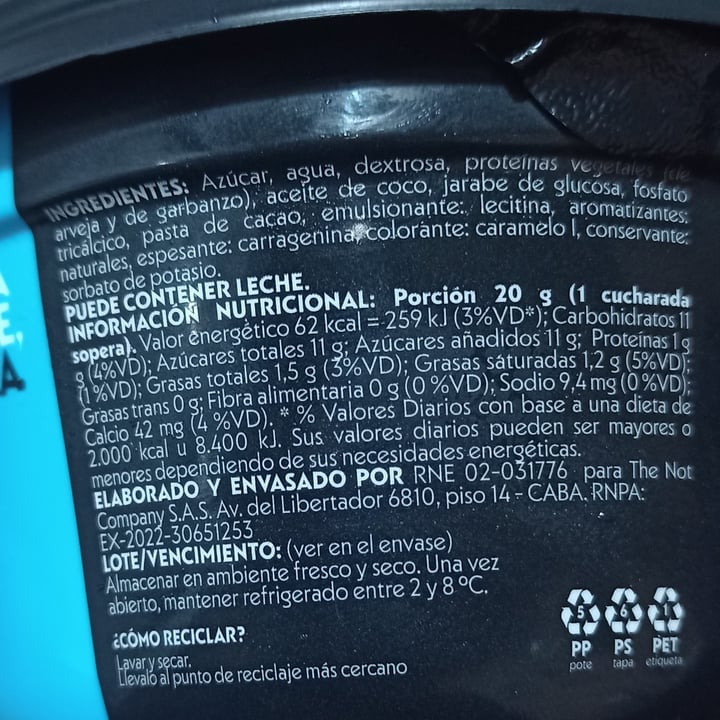 INGREDIENTES: Azúcar, agua, dextrosa, proteínas vegetales (de
arveja y de garbanzo), aceite de coco, jarabe de glucosa, fosfato
tricálcico, pasta de cacao, emulsionante: lecitina, aromatizantes:
naturales, espesante: carragenina, colorante: caramelo I, conservante:
sorbato de potasio.
PUEDE CONTENER LECHE.
INFORMACIÓN NUTRICIONAL: Porción 20 g (1 cucharada
sopera). Valor energético 62 kcal = 259 kJ (3%VD*); Carbohidratos 11
g (4%VD); Azúcares totales 11 g; Azúcares añadidos 11 g; Proteínas 1 g
(1%VD); Grasas totales 1,5 g (3%VD); Grasas saturadas 1,2 g (5%VD);
Grasas trans 0 g; Fibra alimentaria 0 g (0 %VD); Sodio 9,4 mg (0 %VD);
Calcio 42 mg (4 %VD). * % Valores Diarios con base a una dieta de
2.000 kcal u 8.400 kJ. Sus valores diarios pueden ser mayores o
menores dependiendo de sus necesidades energéticas.
ELABORADO Y ENVASADO POR RNE 02-031776 para The Not
Company S.A.S. Av. del Libertador 6810, piso 14 - CABA. RNPA:
EX-2022-30651253
LOTE/VENCIMIENTO: (ver en el envase)
Almacenar en ambiente fresco y seco. Una vez
abierto, mantener refrigerado entre 2 y 8 ºC.
¿CÓMO RECICLAR?
Lavar y secar.
Llevalo al punto de reciclaje más cercano
5 6 1
PP PS PET
pote tapa etiqueta